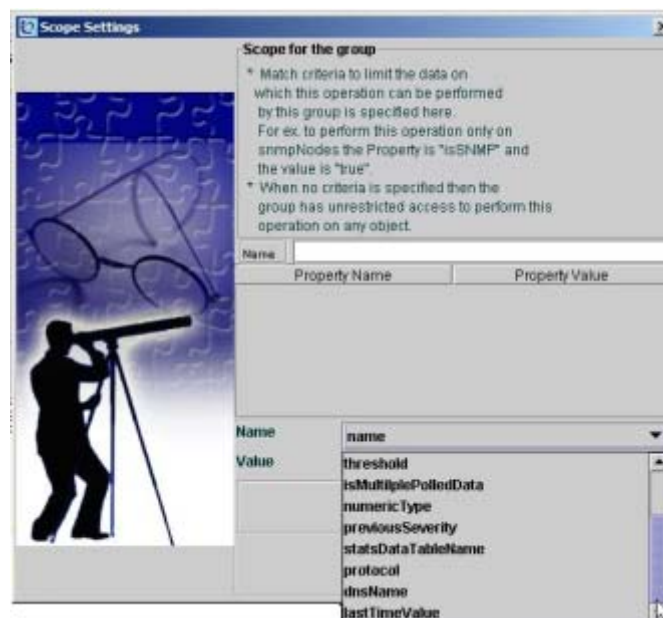 Scope Settings
Scope for the group
* Match criteria to limit the data on
which this operation can be performed
by this group is specified here.
For ex. to perform this operation only on
snmpNodes the Property is "isSNMP" and
the value is "true".
* When no criteria is specified then the
group has unrestricted access to perform this
operation on any object.
Name
Property Name Property Value
Name name
Value
threshold
isMultiplePolledData
numericType
previousSeverity
statsDataTableName
protocol
dnsName
lastTimeValue